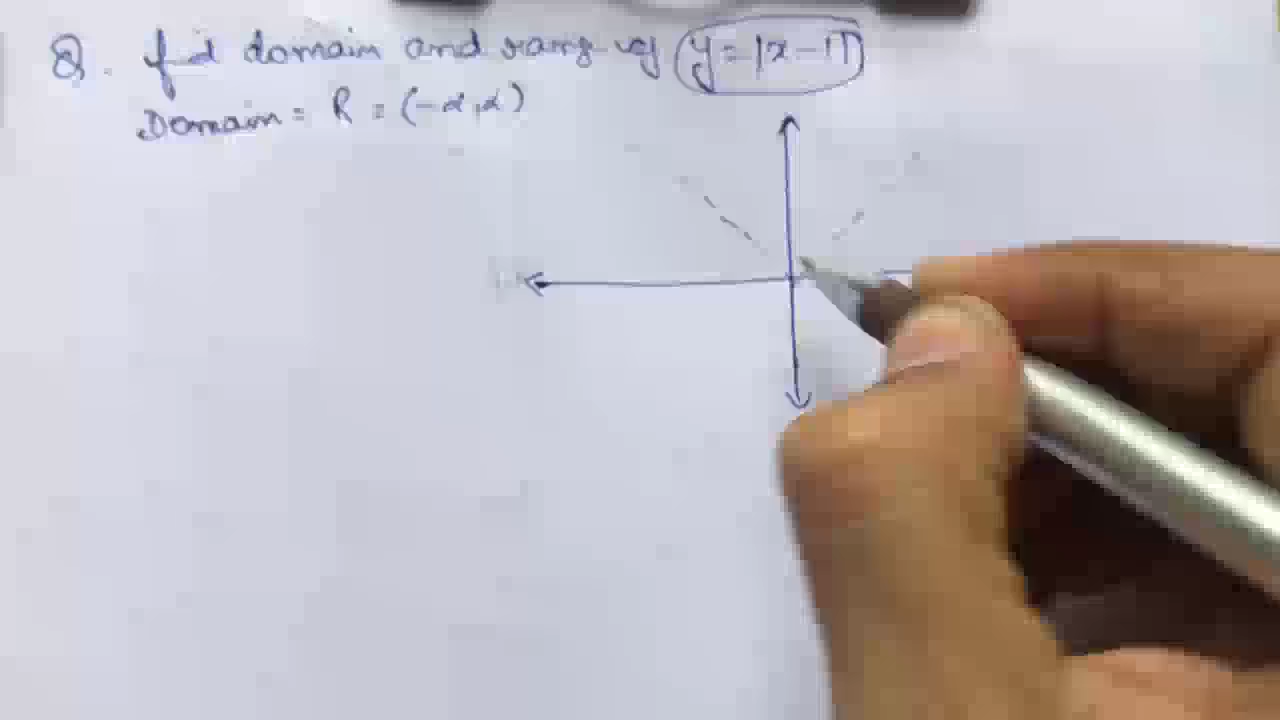 Q. find domain and range of y = |x - 1|
Domain = R = (-∞, ∞)